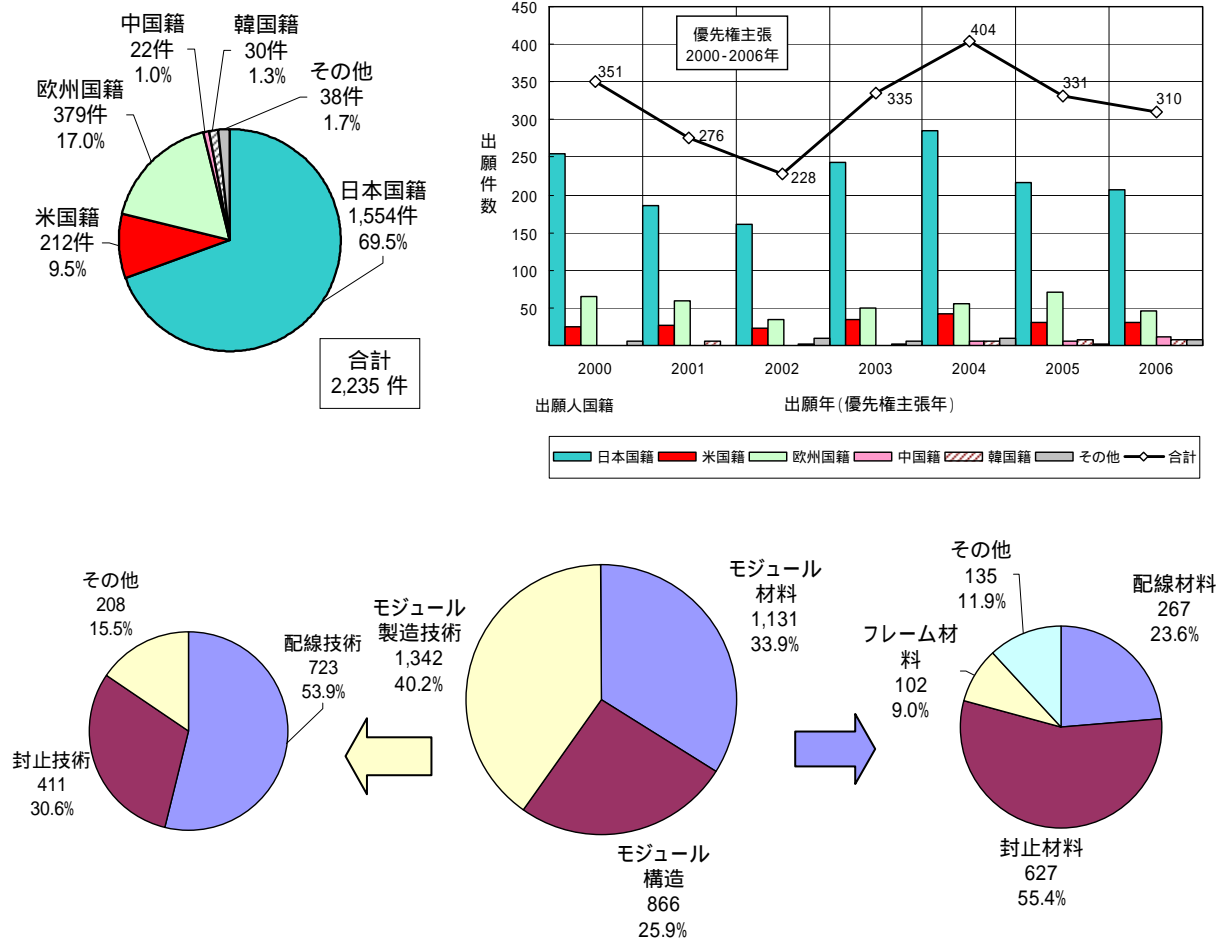 中国籍
22件
1.0%
韓国籍
30件
1.3%
その他
38件
1.7%
欧州国籍
379件
17.0%
米国籍
212件
9.5%
日本国籍
1,554件
69.5%
合計
2,235 件
450
400
350
300
250
200
150
100
50
出願件数
優先権主張
2000-2006年
351
276
228
335
404
331
310
2000
2001
2002
2003
2004
2005
2006
出願人国籍
出願年(優先権主張年)
日本国籍 米国籍 欧州国籍 中国籍 韓国籍 その他 合計
その他
208
15.5%
配線技術
723
53.9%
封止技術
411
30.6%
モジュール
製造技術
1,342
40.2%
モジュール
材料
1,131
33.9%
モジュール
構造
866
25.9%
その他
135
11.9%
配線材料
267
23.6%
フレーム材
料
102
9.0%
封止材料
627
55.4%